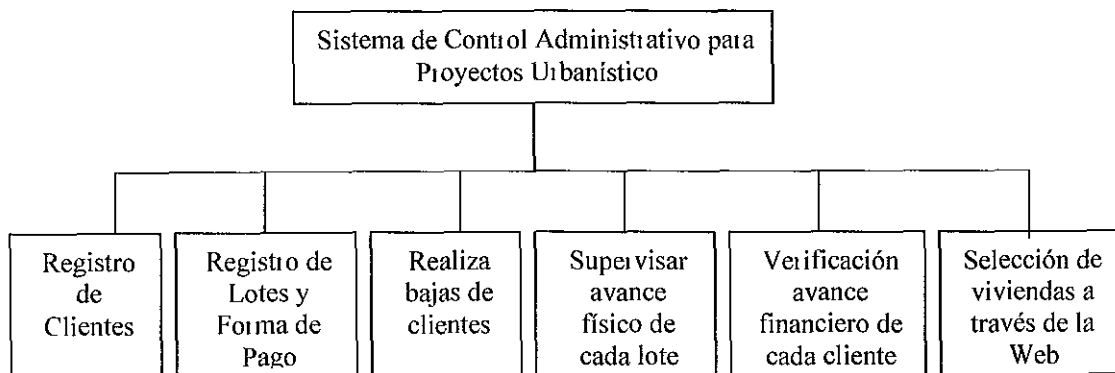 Sistema de Control Administrativo para
Proyectos Urbanístico
Registro
de
Clientes
Registro de
Lotes y
Forma de
Pago
Realiza
bajas de
clientes
Supervisar
avance
físico de
cada lote
Verificación
avance
financiero de
cada cliente
Selección de
viviendas a
través de la
Web